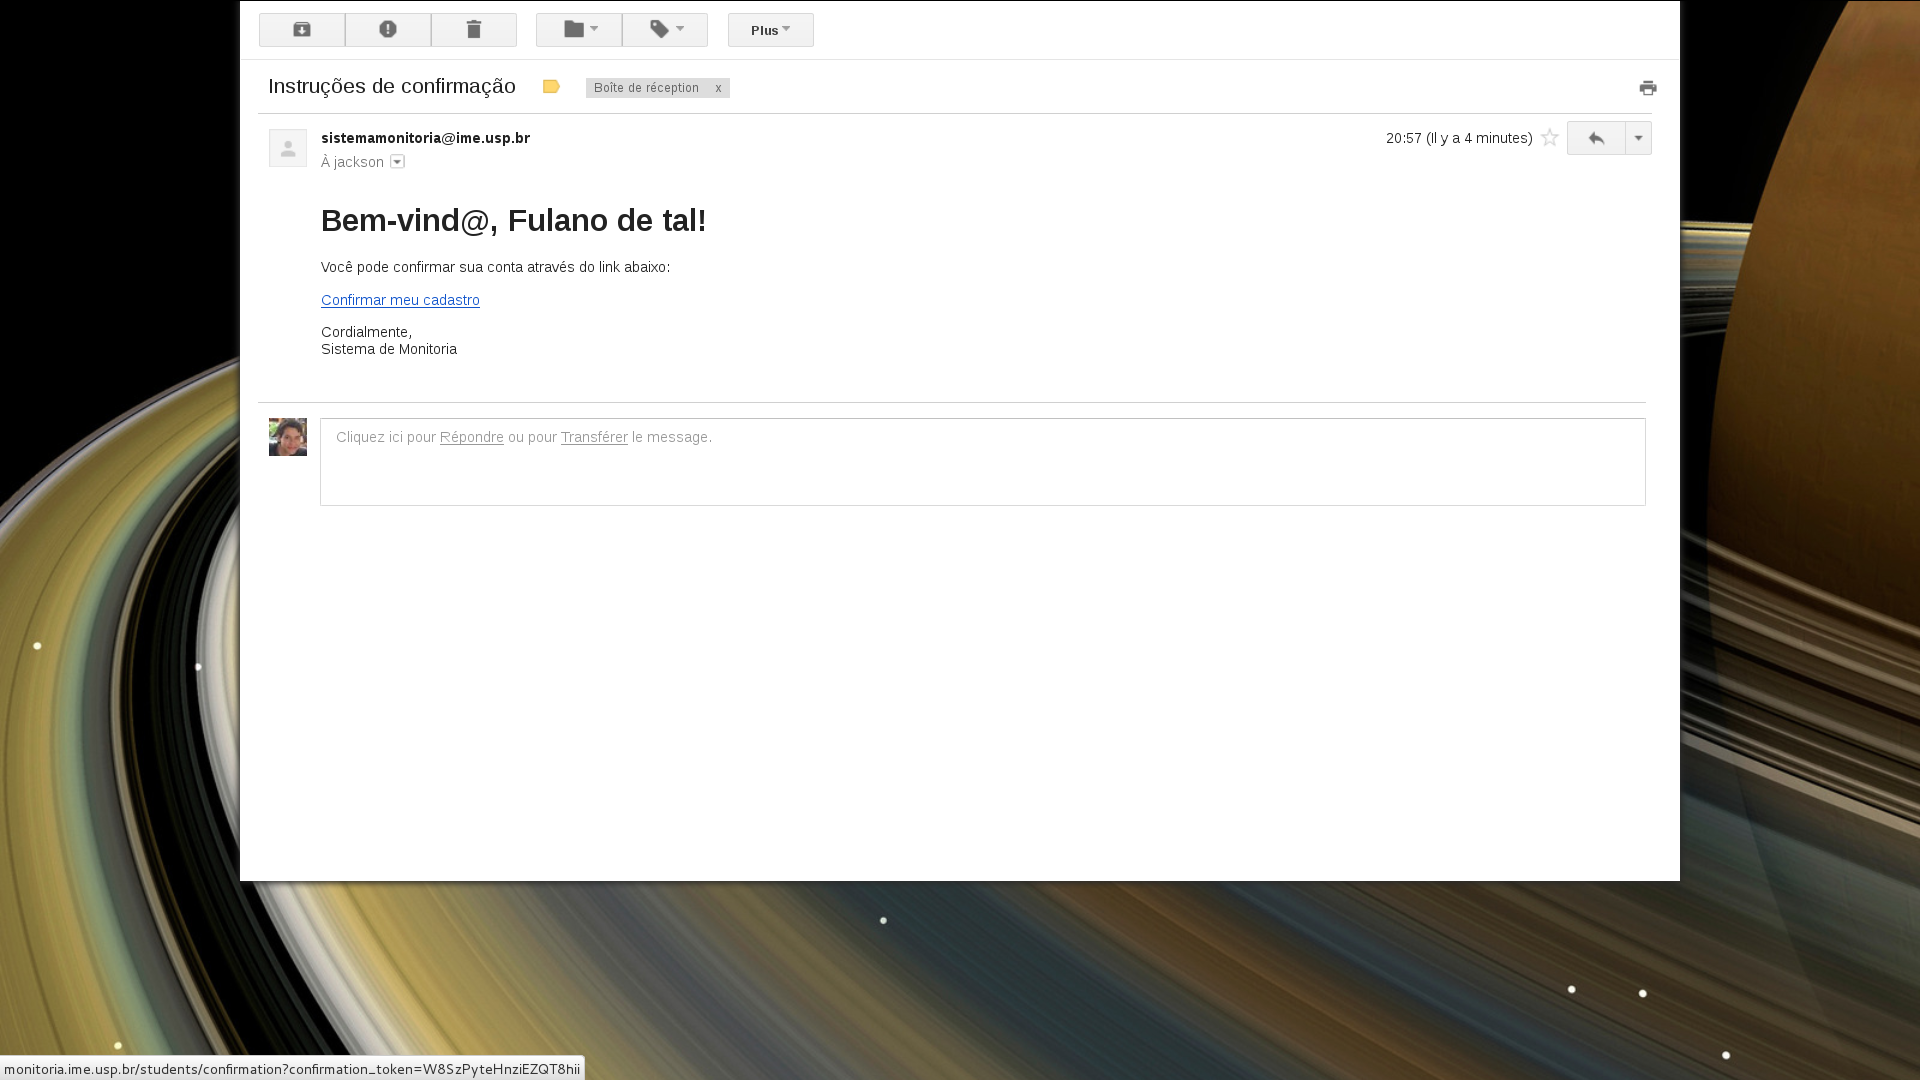 Plus
Instruções de confirmação
Boîte de réception x
sistemamonitoria@ime.usp.br
20:57 (Il y a 4 minutes)
À jackson
Bem-vind@, Fulano de tal!
Você pode confirmar sua conta através do link abaixo:
Confirmar meu cadastro
Cordialmente,
Sistema de Monitoria
Cliquez ici pour Répondre ou pour Transférer le message.
monitoria.ime.usp.br/students/confirmation?confirmation_token=W8SzPyteHnziEZQT8hii